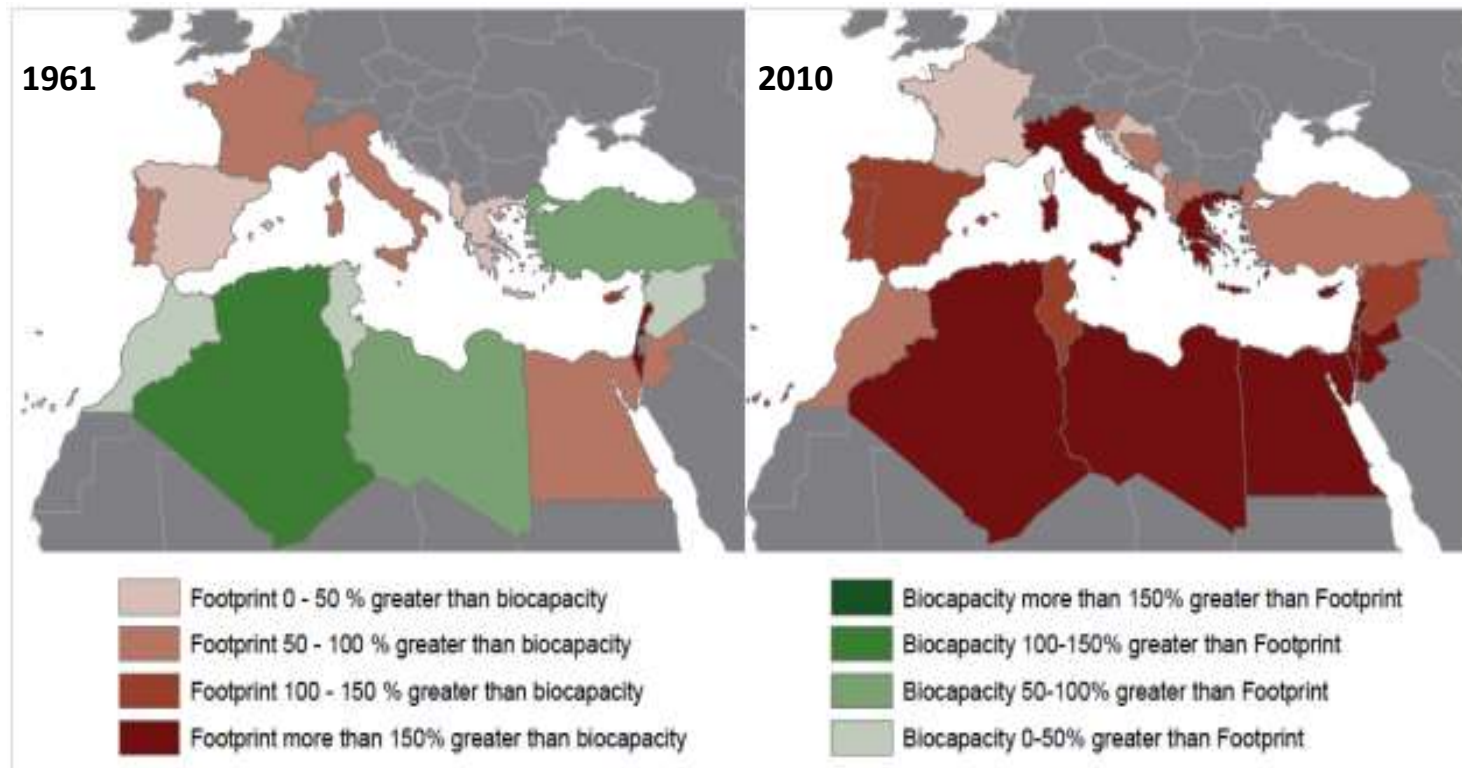 1961
2010
Footprint 0 - 50 % greater than biocapacity
Footprint 50 - 100 % greater than biocapacity
Footprint 100 - 150 % greater than biocapacity
Footprint more than 150% greater than biocapacity
Biocapacity more than 150% greater than Footprint
Biocapacity 100-150% greater than Footprint
Biocapacity 50-100% greater than Footprint
Biocapacity 0-50% greater than Footprint